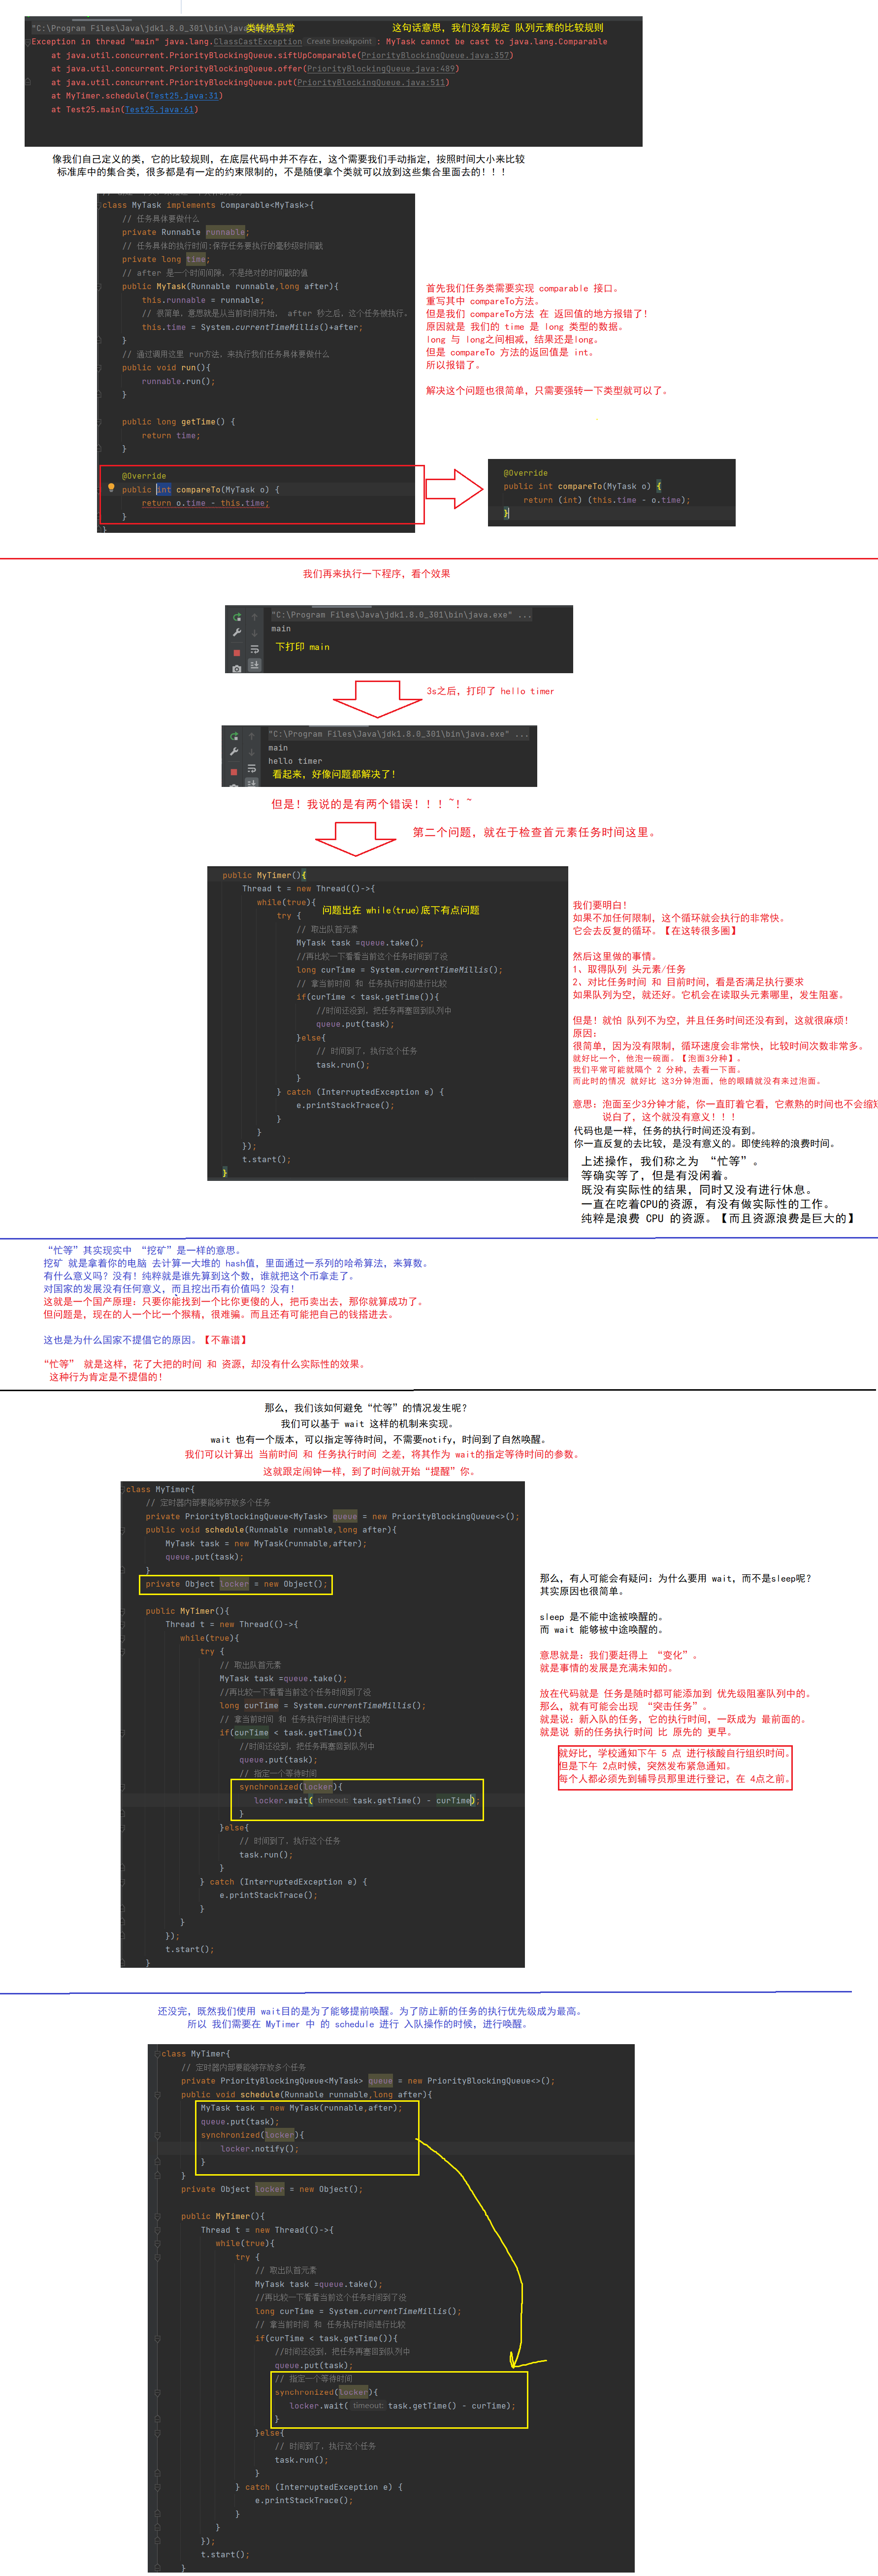 "C:\Program Files\Java\jdk1.8.0_301\bin\java
类转换异常
这句话意思, 我们没有规定 队列元素的比较规则
Exception in thread "main" java.lang.ClassCastException Create breakpoint : MyTask cannot be cast to java.lang.Comparable
at java.util.concurrent.PriorityBlockingQueue.siftUpComparable(PriorityBlockingQueue.java:357)
at java.util.concurrent.PriorityBlockingQueue.offer(PriorityBlockingQueue.java:489)
at java.util.concurrent.PriorityBlockingQueue.put(PriorityBlockingQueue.java:511)
at MyTimer.schedule(Test25.java:31)
at Test25.main(Test25.java:61)
像我们自己定义的类, 它的比较规则, 在底层代码中并不存在, 这个需要我们手动指定, 按照时间大小来比较
标准库中的集合类, 很多都是有一定的约束限制的, 不是随便拿个类就可以放到这些集合里面去的!!!
class MyTask implements Comparable<MyTask>{
// 任务具体要做什么
private Runnable runnable;
// 任务具体的执行时间:保存任务要执行的毫秒级时间戳
private long time;
// after 是一个时间间隙, 不是绝对的时间戳的值
public MyTask(Runnable runnable,long after){
this.runnable = runnable;
// 很简单, 意思就是从当前时间开始, after 秒之后, 这个任务被执行。
this.time = System.currentTimeMillis()+after;
}
// 通过调用这里 run方法, 来执行我们任务具体要做什么
public void run(){
runnable.run();
}
public long getTime() {
return time;
}
@Override
public int compareTo(MyTask o) {
return o.time - this.time;
}
}
首先我们任务类需要实现 comparable 接口。
重写其中 compareTo方法。
但是我们 compareTo方法 在 返回值的地方报错了!
原因就是 我们的 time 是 long 类型的数据。
long 与 long之间相减, 结果还是long。
但是 compareTo 方法的返回值是 int。
所以报错了。
解决这个问题也很简单, 只需要强转一下类型就可以了。
@Override
public int compareTo(MyTask o) {
return (int) (this.time - o.time);
}
我们再来执行一下程序, 看个效果
"C:\Program Files\Java\jdk1.8.0_301\bin\java.exe" ...
main
下打印 main
3s之后, 打印了 hello timer
"C:\Program Files\Java\jdk1.8.0_301\bin\java.exe" ...
main
hello timer
看起来, 好像问题都解决了!
但是! 我说的是有两个错误!!!~!~
第二个问题, 就在于检查首元素任务时间这里。
public MyTimer(){
Thread t = new Thread(()->{
while(true){
问题出在 while(true)底下有点问题
try {
// 取出队首元素
MyTask task =queue.take();
//再比较一下看看当前这个任务时间到了没
long curTime = System.currentTimeMillis();
// 拿当前时间 和 任务执行时间进行比较
if(curTime < task.getTime()){
//时间还没到, 把任务再塞回到队列中
queue.put(task);
}else{
// 时间到了, 执行这个任务
task.run();
}
} catch (InterruptedException e) {
e.printStackTrace();
}
}
});
t.start();
}
我们要明白!
如果不加任何限制, 这个循环就会执行的非常快。
它会去反复的循环。【在这转很多圈】
然后这里做的事情。
1、取得队列 头元素/任务
2、对比任务时间 和 目前时间, 看是否满足执行要求
如果队列为空, 就还好。它机会在读取头元素哪里, 发生阻塞。
但是! 就怕 队列不为空, 并且任务时间还没有到, 这就很麻烦!
原因:
很简单, 因为没有限制, 循环速度会非常快, 比较时间次数非常多。
就好比一个, 他泡一碗面。【泡面3分种】。
我们平常可能就隔个 2 分种, 去看一下面。
而此时的情况 就好比 这3分钟泡面, 他的眼睛就没有来过泡面。
意思: 泡面至少3分钟才能, 你一直盯着它看, 它煮熟的时间也不会缩短
说白了, 这个就没有意义!!!
代码也是一样, 任务的执行时间还没有到。
你一直反复的去比较, 是没有意义的。即使纯粹的浪费时间。
上述操作, 我们称之为 “忙等”。
等确实等了, 但是有没闲着。
既没有实际性的结果, 同时又没有进行休息。
一直在吃着CPU的资源, 有没有做实际性的工作。
纯粹是浪费 CPU 的资源。【而且资源浪费是巨大的】
“忙等”其实现实中 “挖矿”是一样的意思。
挖矿 就是拿着你的电脑 去计算一大堆的 hash值, 里面通过一系列的哈希算法, 来算数。
有什么意义吗? 没有! 纯粹就是谁先算到这个数, 谁就把这个币拿走了。
对国家的发展没有任何意义, 而且挖出币有价值吗? 没有!
这就是一个国产原理: 只要你能找到一个比你更傻的人, 把币卖出去, 那你就算成功了。
但问题是, 现在的人一个比一个猴精, 很难骗。而且还有可能把自己的钱搭进去。
这也是为什么国家不提倡它的原因。【不靠谱】
“忙等” 就是这样, 花了大把的时间 和 资源, 却没有什么实际性的效果。
这种行为肯定是不提倡的!
那么, 我们该如何避免“忙等”的情况发生呢?
我们可以基于 wait 这样的机制来实现。
wait 也有一个版本, 可以指定等待时间, 不需要notify, 时间到了自然唤醒。
我们可以计算出 当前时间 和 任务执行时间 之差, 将其作为 wait的指定等待时间的参数。
这就跟定闹钟一样, 到了时间就开始“提醒”你。
class MyTimer{
// 定时器内部要能够存放多个任务
private PriorityBlockingQueue<MyTask> queue = new PriorityBlockingQueue<>();
public void schedule(Runnable runnable,long after){
MyTask task = new MyTask(runnable,after);
queue.put(task);
}
private Object locker = new Object();
public MyTimer(){
Thread t = new Thread(()->{
while(true){
try {
// 取出队首元素
MyTask task =queue.take();
//再比较一下看看当前这个任务时间到了没
long curTime = System.currentTimeMillis();
// 拿当前时间 和 任务执行时间进行比较
if(curTime < task.getTime()){
//时间还没到, 把任务再塞回到队列中
queue.put(task);
// 指定一个等待时间
synchronized(locker){
locker.wait( timeout: task.getTime() - curTime);
}
}else{
// 时间到了, 执行这个任务
task.run();
}
} catch (InterruptedException e) {
e.printStackTrace();
}
}
});
t.start();
}
那么, 有人可能会有疑问: 为什么要用 wait, 而不是sleep呢?
其实原因也很简单。
sleep 是不能中途被唤醒的。
而 wait 能够被中途唤醒的。
意思就是: 我们要赶得上 “变化”。
就是事情的发展是充满未知的。
放在代码就是 任务是随时都可能添加到 优先级阻塞队列中的。
那么, 就有可能会出现 “突击任务”。
就是说: 新入队的任务, 它的执行时间, 一跃成为 最前面的。
就是说 新的任务执行时间 比 原先的 更早。
就好比, 学校通知下午 5 点 进行核酸自行组织时间。
但是下午 2点时候, 突然发布紧急通知。
每个人都必须先到辅导员那里进行登记, 在 4点之前。
还没完, 既然我们使用 wait目的是为了能够提前唤醒。为了防止新的任务的执行优先级成为最高。
所以 我们需要在 MyTimer 中 的 schedule 进行 入队操作的时候, 进行唤醒。
class MyTimer{
// 定时器内部要能够存放多个任务
private PriorityBlockingQueue<MyTask> queue = new PriorityBlockingQueue<>();
public void schedule(Runnable runnable,long after){
MyTask task = new MyTask(runnable,after);
queue.put(task);
synchronized(locker){
locker.notify();
}
}
private Object locker = new Object();
public MyTimer(){
Thread t = new Thread(()->{
while(true){
try {
// 取出队首元素
MyTask task =queue.take();
//再比较一下看看当前这个任务时间到了没
long curTime = System.currentTimeMillis();
// 拿当前时间 和 任务执行时间进行比较
if(curTime < task.getTime()){
//时间还没到, 把任务再塞回到队列中
queue.put(task);
// 指定一个等待时间
synchronized(locker){
locker.wait( timeout: task.getTime() - curTime);
}
}else{
// 时间到了, 执行这个任务
task.run();
}
} catch (InterruptedException e) {
e.printStackTrace();
}
}
});
t.start();
}